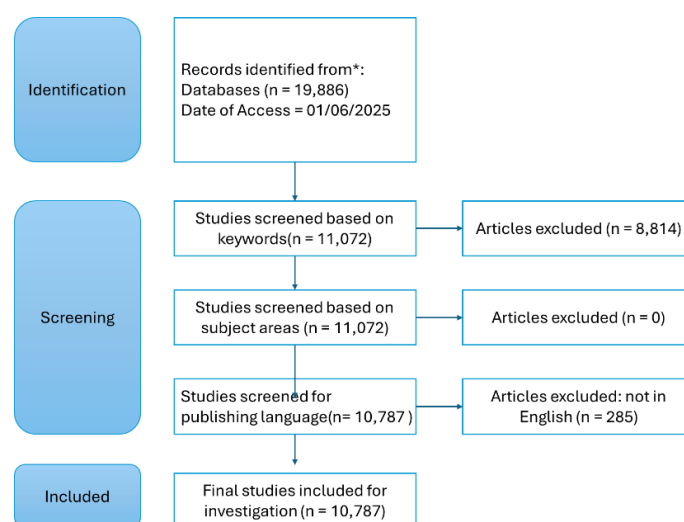 Identification
Records identified from*:
Databases (n = 19,886)
Date of Access = 01/06/2025
Screening
Studies screened based on
keywords(n = 11,072)
Articles excluded (n = 8,814)
Studies screened based on
subject areas (n = 11,072)
Articles excluded (n = 0)
Studies screened for
publishing language(n= 10,787 )
Articles excluded: not in
English (n = 285)
Included
Final studies included for
investigation (n = 10,787)